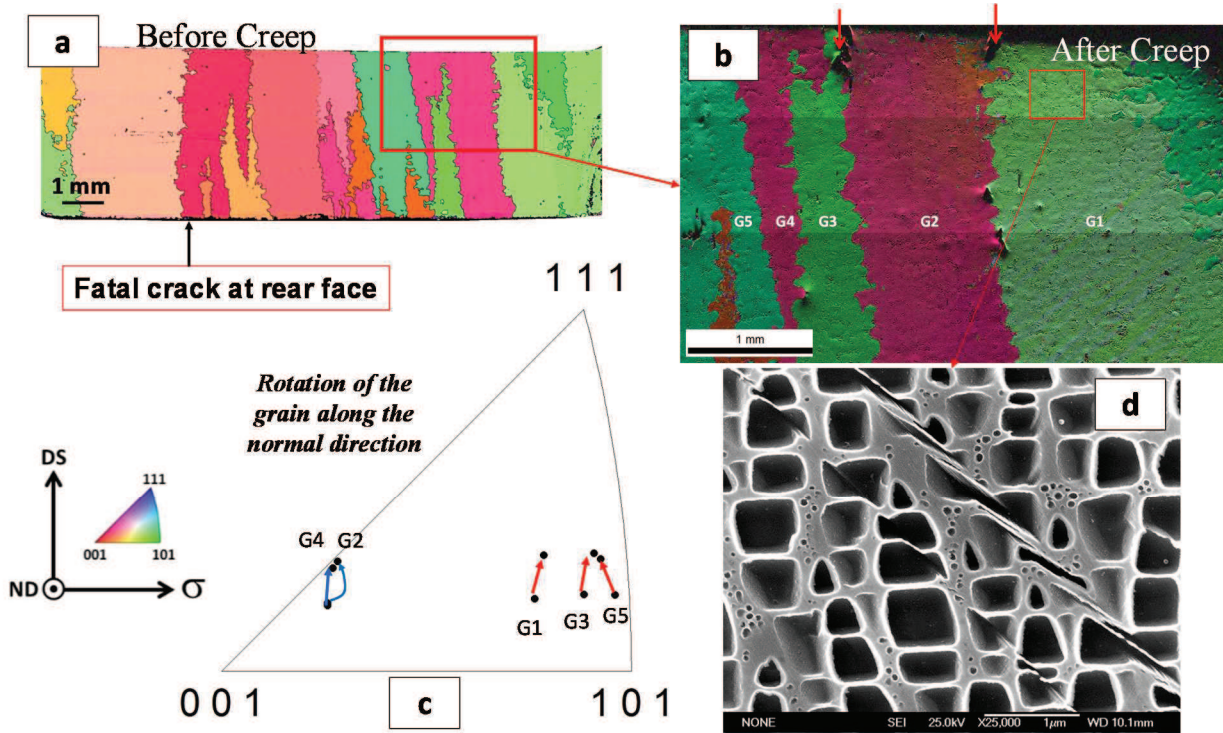 a
Before Creep
1 mm
Fatal crack at rear face
b
After Creep
G5
G4
G3
G2
G1
1 mm
1 1 1
Rotation of the
grain along the
normal direction
DS
111
001
101
ND
σ
G4
G2
G1
G3
G5
0 0 1
c
1 0 1
d
NONE
SEI
25.0kV
X25,000
1μm
WD 10.1mm